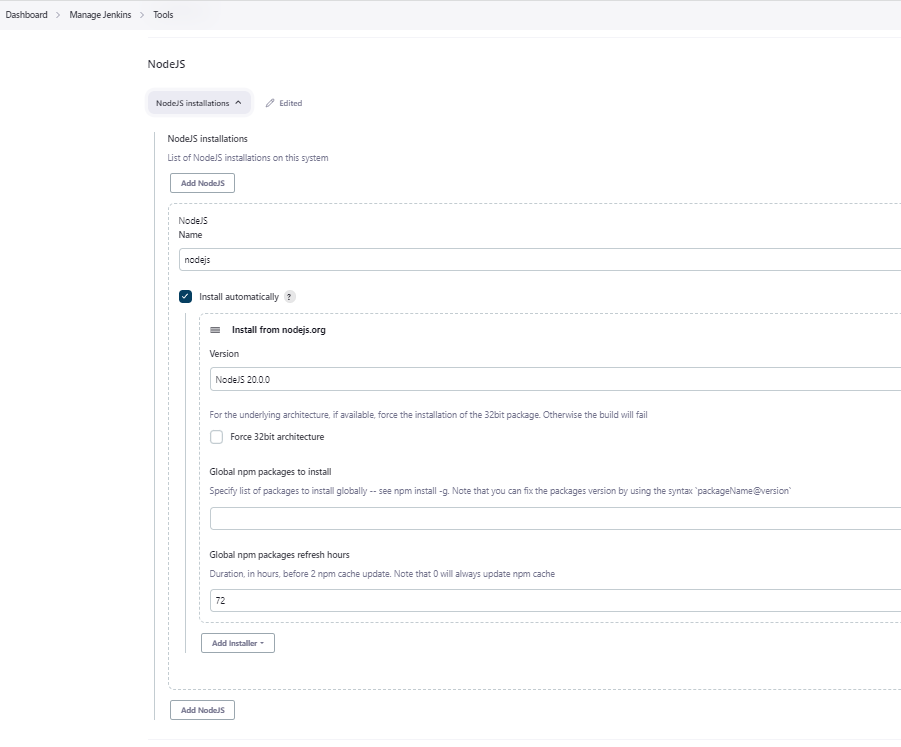 Dashboard > Manage Jenkins > Tools
NodeJS
NodeJS installations
Edited
NodeJS installations
List of NodeJS installations on this system
Add NodeJS
NodeJS
Name
nodejs
Install automatically ?
Install from nodejs.org
Version
NodeJS 20.0.0
For the underlying architecture, if available, force the installation of the 32bit package. Otherwise the build will fail
Force 32bit architecture
Global npm packages to install
Specify list of packages to install globally -- see npm install -g. Note that you can fix the packages version by using the syntax `packageName@version`
Global npm packages refresh hours
Duration, in hours, before 2 npm cache update. Note that 0 will always update npm cache
72
Add Installer
Add NodeJS